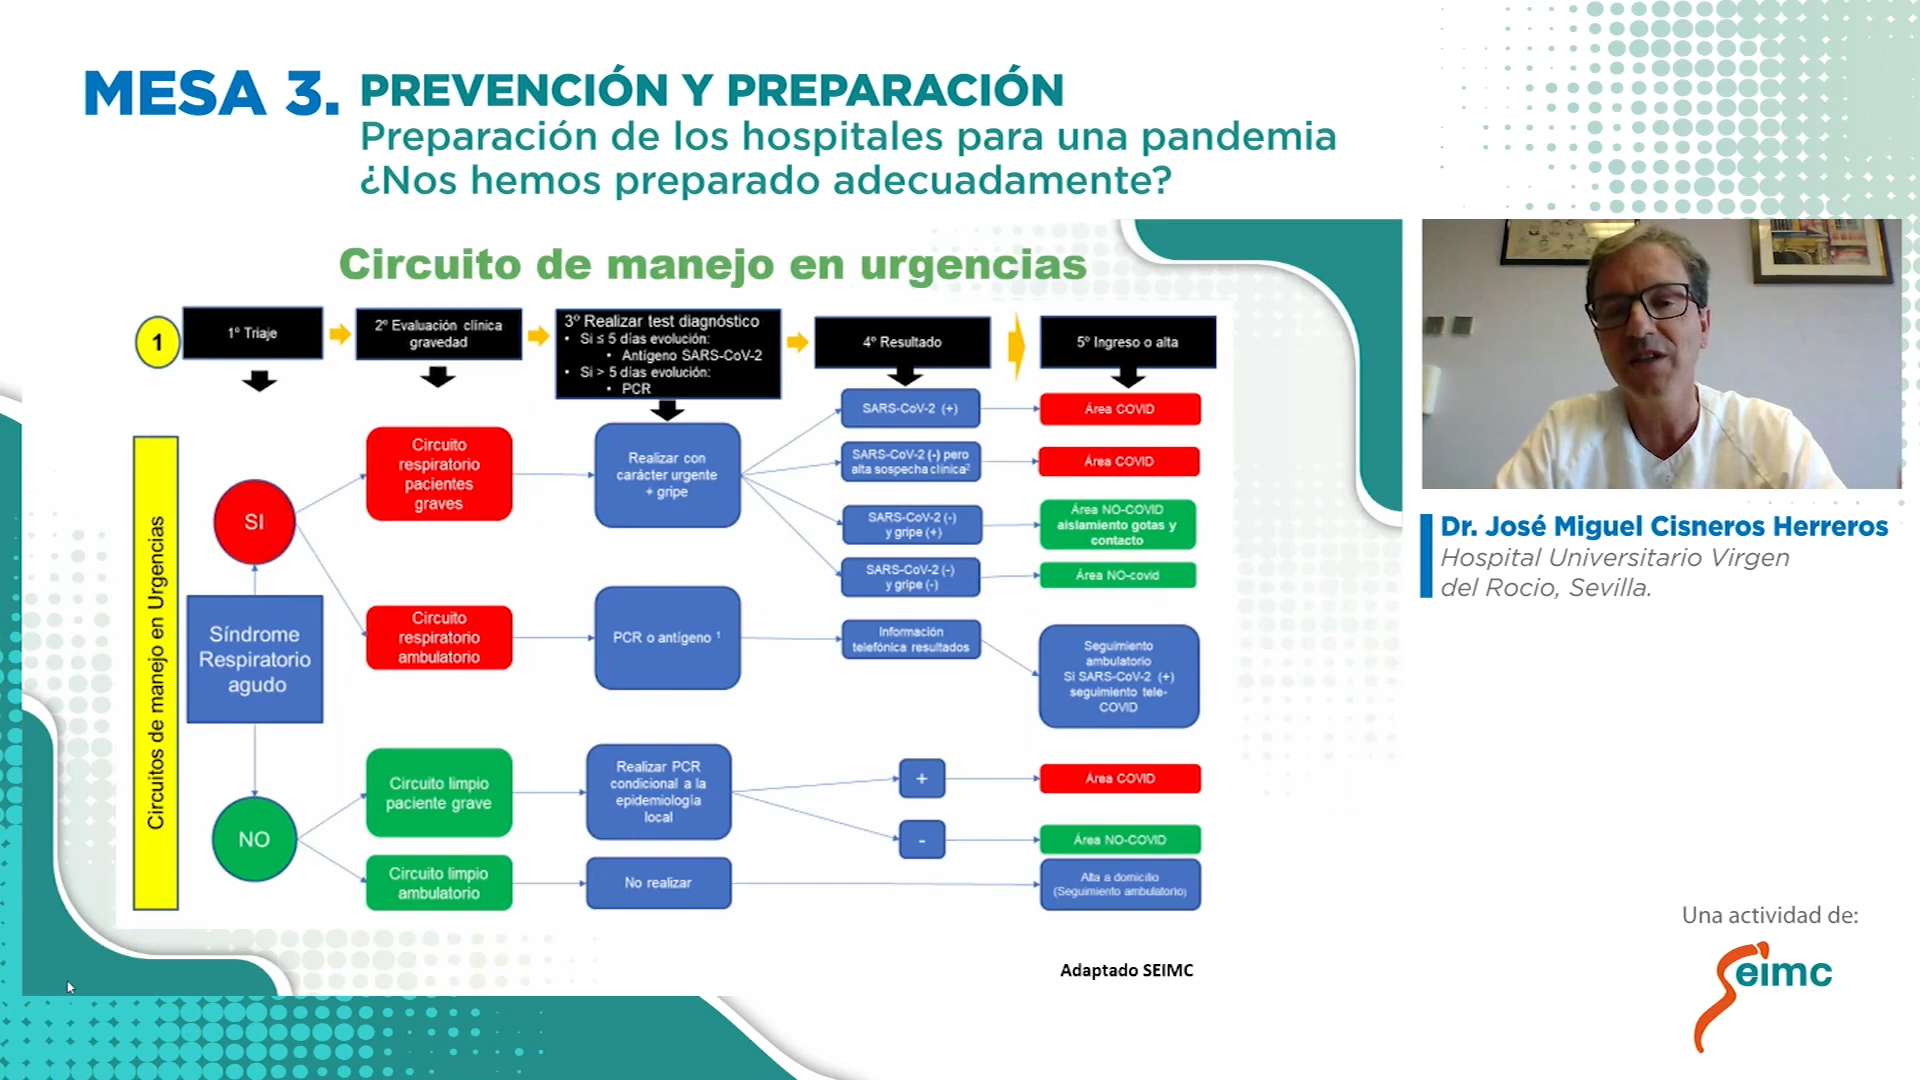 MESA 3. PREVENCIÓN Y PREPARACIÓN
Preparación de los hospitales para una pandemia
¿Nos hemos preparado adecuadamente?
Circuito de manejo en urgencias
1
1º Triaje
2º Evaluación clínica
gravedad
3º Realizar test diagnóstico
• Si ≤ 5 días evolución:
• Antígeno SARS-CoV-2
• Si > 5 días evolución:
• PCR
4º Resultado
5º Ingreso o alta
Circuitos de manejo en Urgencias
Síndrome
Respiratorio
agudo
SI
NO
Circuito
respiratorio
pacientes
graves
Circuito
respiratorio
ambulatorio
Circuito limpio
paciente grave
Circuito limpio
ambulatorio
Realizar con
carácter urgente
+ gripe
PCR o antígeno ¹
Realizar PCR
condicional a la
epidemiología
local
No realizar
SARS-CoV-2 (+)
SARS-CoV-2 (-) pero
alta sospecha clínica²
SARS-CoV-2 (-)
y gripe (+)
SARS-CoV-2 (-)
y gripe (-)
Información
telefónica resultados
+
-
Área COVID
Área COVID
Área NO-COVID
aislamiento gotas y
contacto
Área NO-covid
Seguimiento
ambulatorio
Si SARS-CoV-2 (+)
seguimiento tele-
COVID
Área COVID
Área NO-COVID
Alta a domicilio
(Seguimiento ambulatorio)
Adaptado SEIMC
Dr. José Miguel Cisneros Herreros
Hospital Universitario Virgen
del Rocio, Sevilla.
Una actividad de:
Seimc